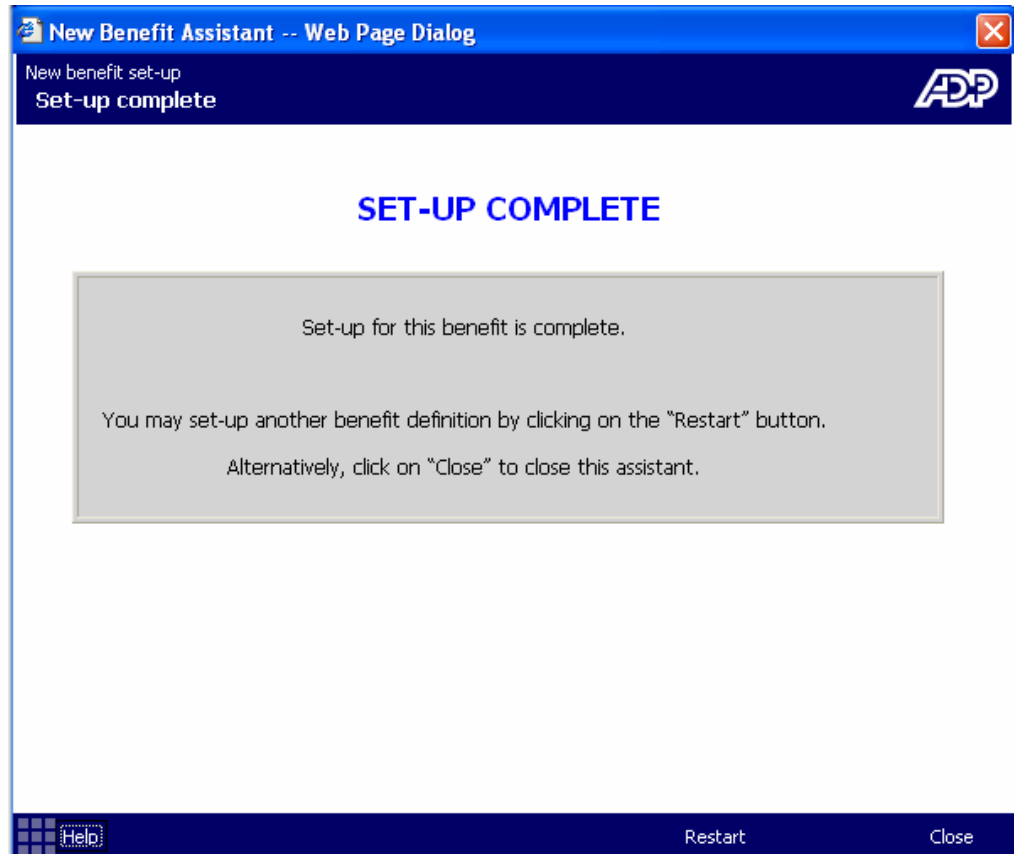 New Benefit Assistant -- Web Page Dialog
New benefit set-up
Set-up complete
ADP
SET-UP COMPLETE
Set-up for this benefit is complete.
You may set-up another benefit definition by clicking on the “Restart” button.
Alternatively, click on “Close” to close this assistant.
Help
Restart
Close